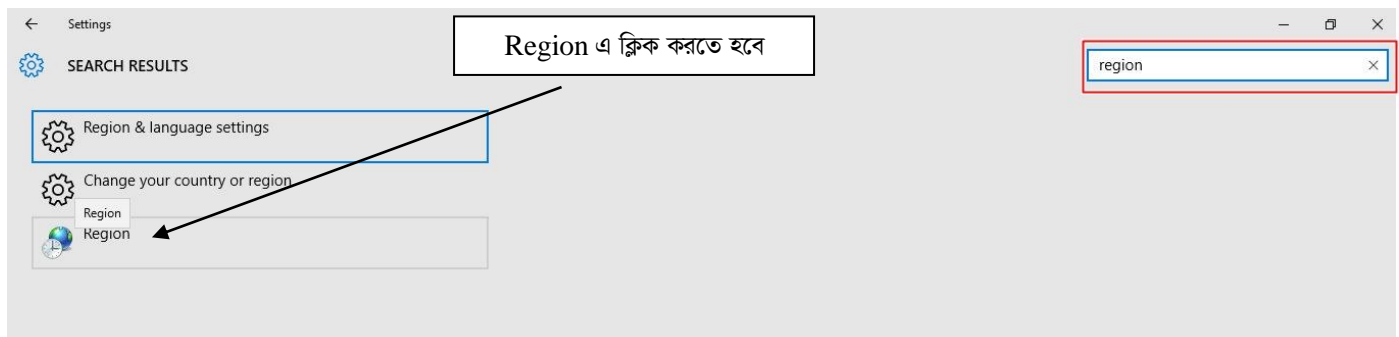 Settings
Region এ ক্লিক করতে হবে
SEARCH RESULTS
region
Region & language settings
Change your country or region
Region
Region